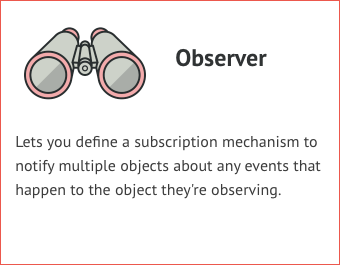 Observer
Lets you define a subscription mechanism to
notify multiple objects about any events that
happen to the object they're observing.